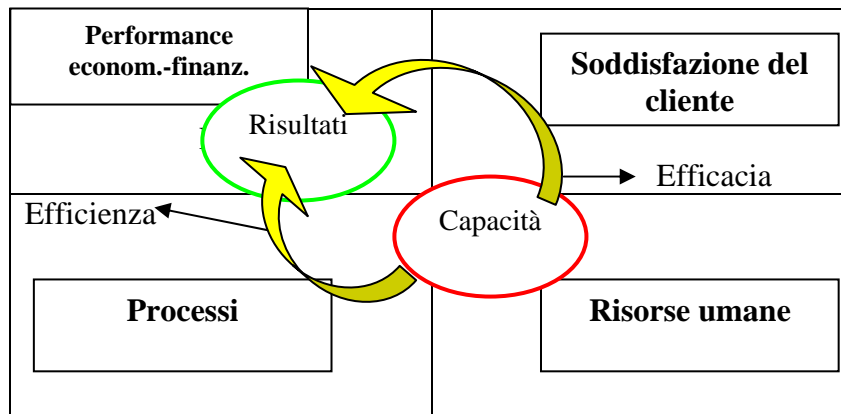 Performance
econom.-finanz.
Soddisfazione del
cliente
Risultati
Efficacia
Efficienza
Capacità
Processi
Risorse umane